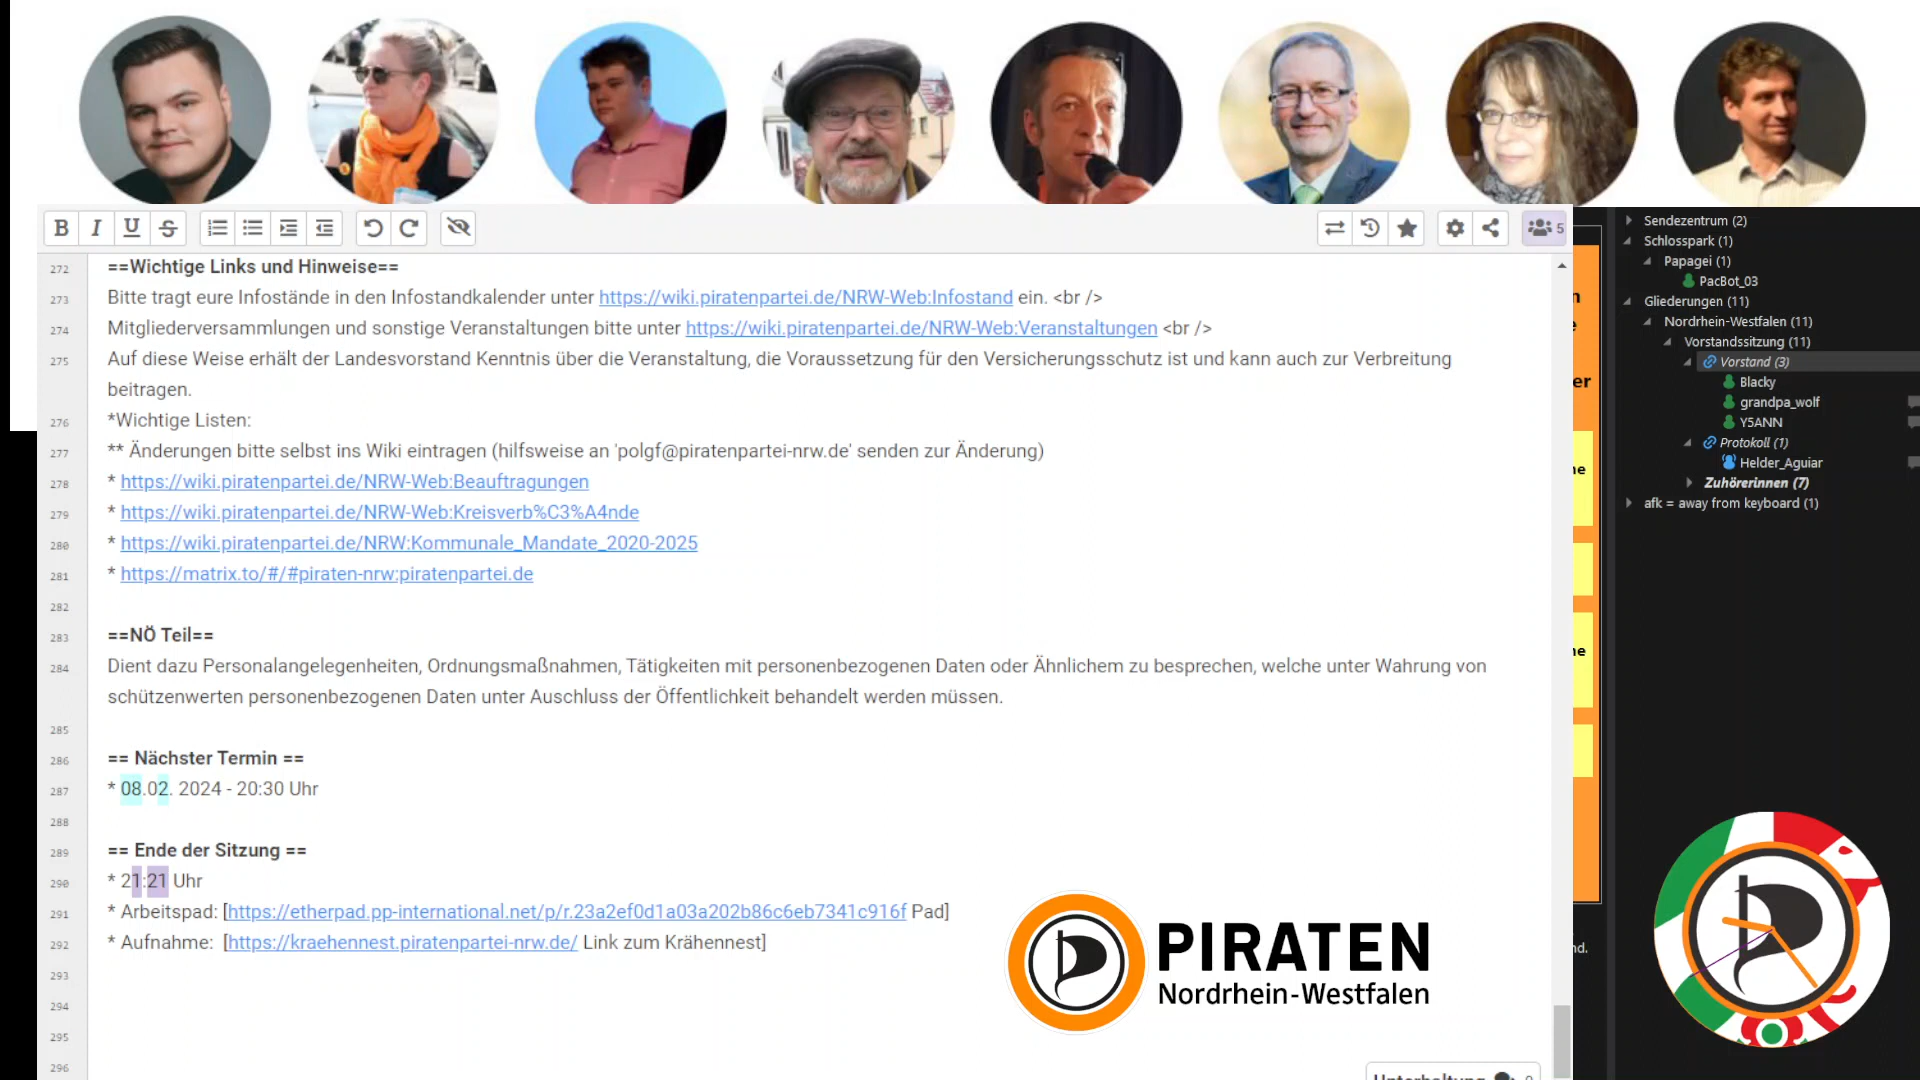 B I U S
5
272 ==Wichtige Links und Hinweise==
273 Bitte tragt eure Infostände in den Infostandkalender unter https://wiki.piratenpartei.de/NRW-Web:Infostand ein. <br />
274 Mitgliederversammlungen und sonstige Veranstaltungen bitte unter https://wiki.piratenpartei.de/NRW-Web:Veranstaltungen <br />
275 Auf diese Weise erhält der Landesvorstand Kenntnis über die Veranstaltung, die Voraussetzung für den Versicherungsschutz ist und kann auch zur Verbreitung
beitragen.
276 *Wichtige Listen:
277 ** Änderungen bitte selbst ins Wiki eintragen (hilfsweise an 'polgf@piratenpartei-nrw.de' senden zur Änderung)
278 * https://wiki.piratenpartei.de/NRW-Web:Beauftragungen
279 * https://wiki.piratenpartei.de/NRW-Web:Kreisverb%C3%A4nde
280 * https://wiki.piratenpartei.de/NRW:Kommunale_Mandate_2020-2025
281 * https://matrix.to/#/#piraten-nrw:piratenpartei.de
282
283 ==NÖ Teil==
284 Dient dazu Personalangelegenheiten, Ordnungsmaßnahmen, Tätigkeiten mit personenbezogenen Daten oder Ähnlichem zu besprechen, welche unter Wahrung von
schützenwerten personenbezogenen Daten unter Auschluss der Öffentlichkeit behandelt werden müssen.
285
286 == Nächster Termin ==
287 * 08.02. 2024 - 20:30 Uhr
288
289 == Ende der Sitzung ==
290 * 21:21 Uhr
291 * Arbeitspad: [https://etherpad.pp-international.net/p/r.23a2ef0d1a03a202b86c6eb7341c916f Pad]
292 * Aufnahme:  [https://kraehennest.piratenpartei-nrw.de/ Link zum Krähennest]
293
294
295
296
PIRATEN
Nordrhein-Westfalen
Unterhaltung
er
ne
ne
nd.
Sendezentrum (2)
Schlosspark (1)
Papagei (1)
PacBot_03
Gliederungen (11)
Nordrhein-Westfalen (11)
Vorstandssitzung (11)
Vorstand (3)
Blacky
grandpa_wolf
Y5ANN
Protokoll (1)
Helder_Aguiar
Zuhörerinnen (7)
afk = away from keyboard (1)